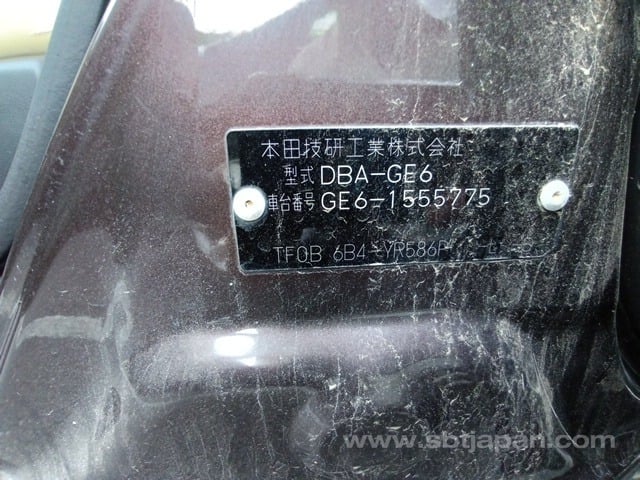 本田技研工業株式会社
型式 DBA-GE6
車台番号 GE6-1555775
TF0B 6B4-YR586P
www.sbtjapan.com